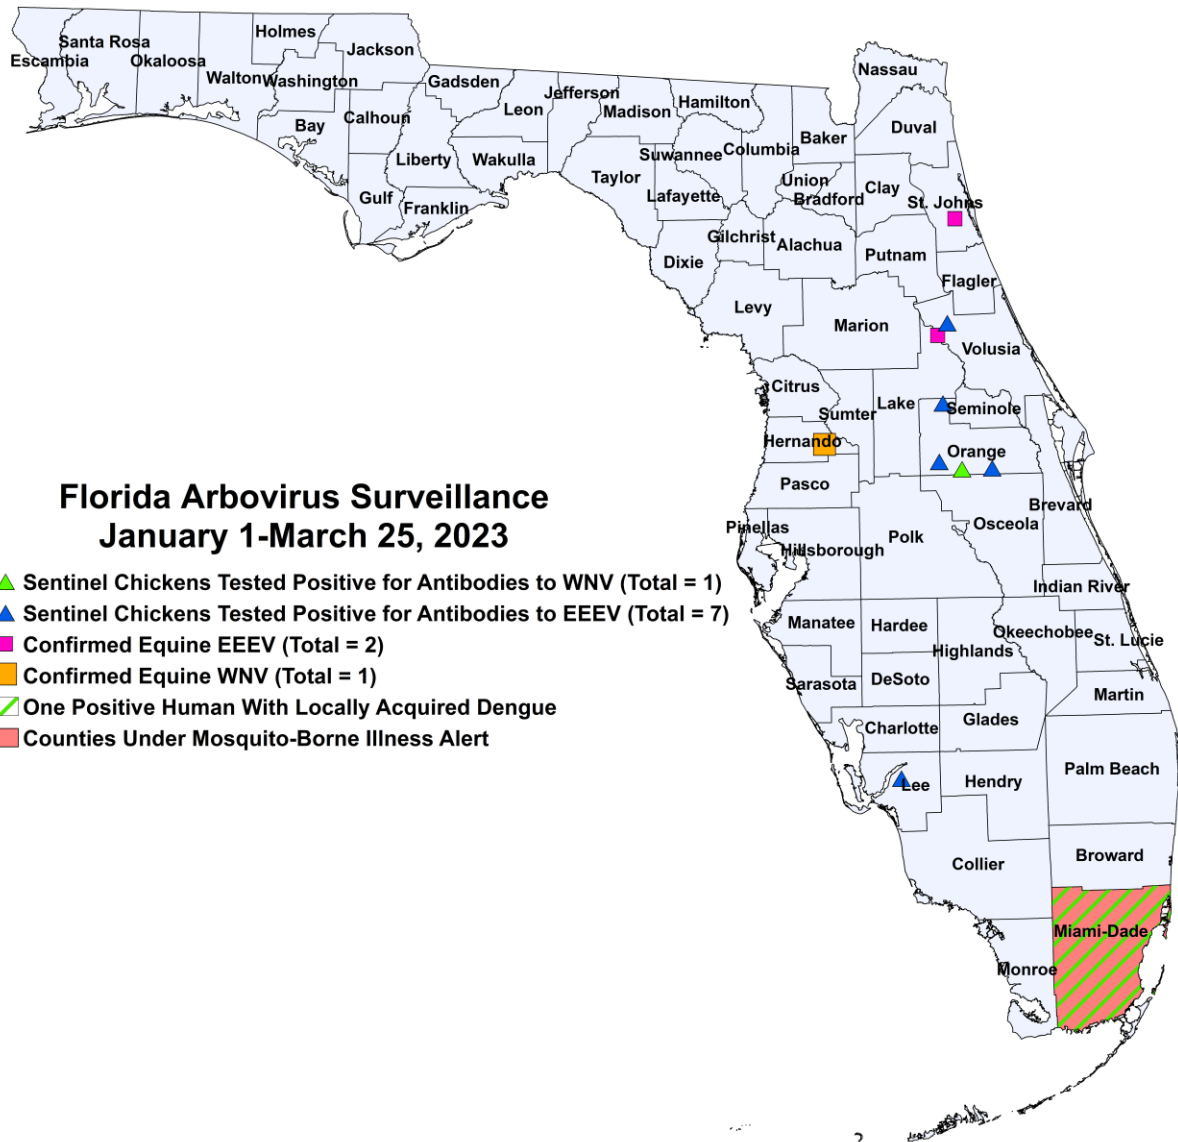 Holmes
Santa Rosa
Jackson
Escambia
Okaloosa
Walton
Washington
Gadsden
Nassau
Jefferson
Leon
Madison
Hamilton
Bay
Calhoun
Duval
Baker
Liberty
Wakulla
Suwannee
Columbia
Taylor
Union
Clay
Gulf
Lafayette
Bradford
St. Johns
Franklin
Gilchrist
Alachua
Dixie
Putnam
Flagler
Levy
Marion
Volusia
Citrus
Lake
Seminole
Sumter
Hernando
Orange
Pasco
Florida Arbovirus Surveillance
January 1-March 25, 2023
Brevard
Pinellas
Osceola
Polk
Hillsborough
Sentinel Chickens Tested Positive for Antibodies to WNV (Total = 1)
Sentinel Chickens Tested Positive for Antibodies to EEEV (Total = 7)
Confirmed Equine EEEV (Total = 2)
Confirmed Equine WNV (Total = 1)
One Positive Human With Locally Acquired Dengue
Counties Under Mosquito-Borne Illness Alert
Indian River
Manatee
Hardee
Okeechobee
St. Lucie
Highlands
Sarasota
DeSoto
Martin
Charlotte
Glades
Palm Beach
Lee
Hendry
Broward
Collier
Miami-Dade
Monroe